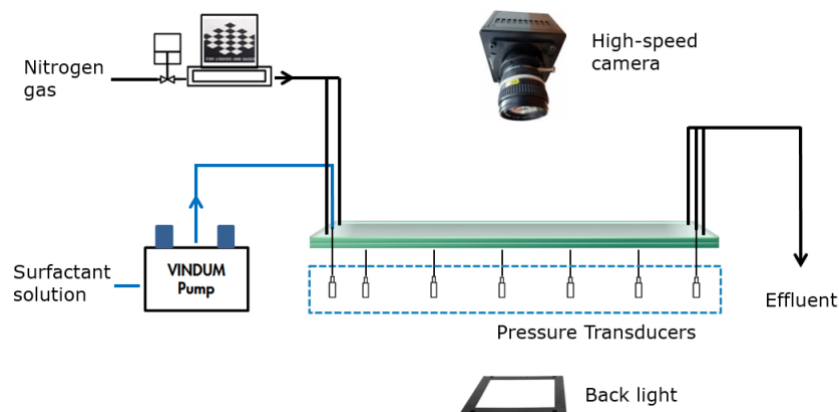 Nitrogen
gas
High-speed
camera
VINDUM
Pump
Surfactant
solution
Pressure Transducers
Effluent
Back light